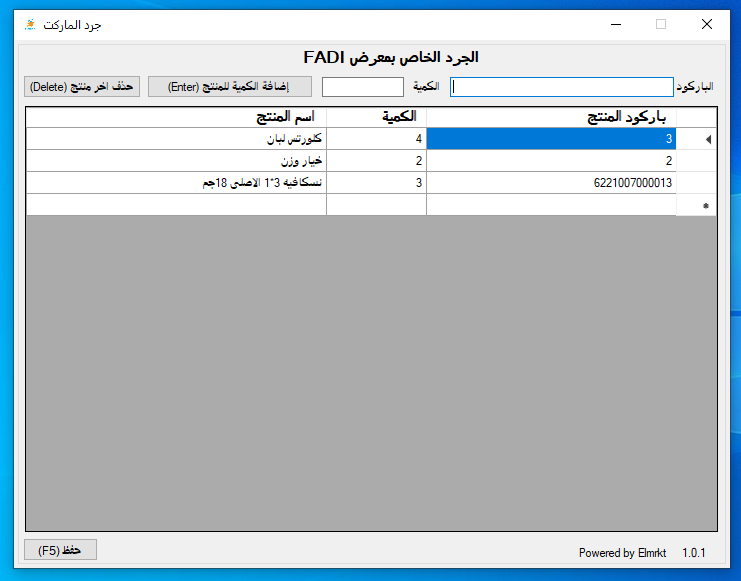 جرد الماركت
الجرد الخاص بمعرض FADI
الباركود الكمية إضافة الكمية للمنتج (Enter) حذف اخر منتج (Delete)
باركود المنتج الكمية اسم المنتج
3 4 كلورتس لبان
2 2 خيار وزن
6221007000013 3 نسكافيه 3*1 الاصلى 18جم
حفظ (F5)
Powered by Elmrkt 1.0.1